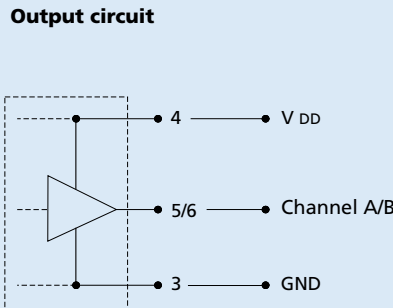 Output circuit
4 V DD
5/6 Channel A/B
3 GND